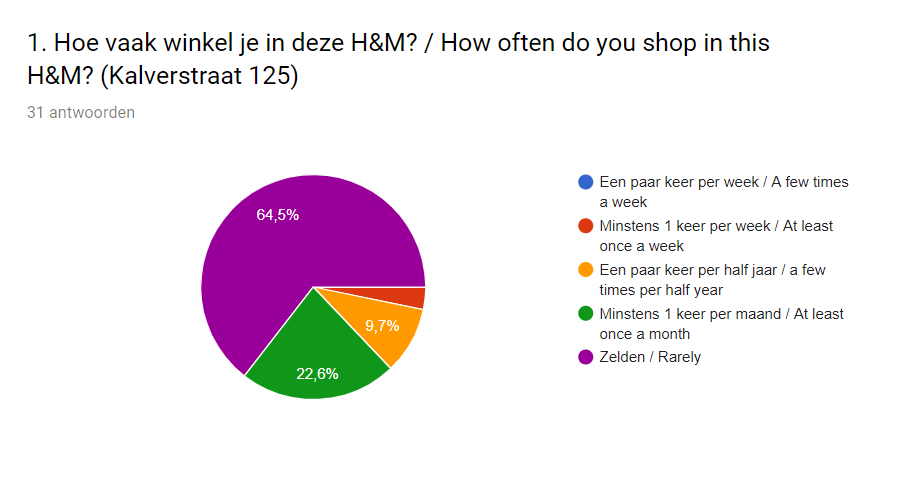 1. Hoe vaak winkel je in deze H&M? / How often do you shop in this
H&M? (Kalverstraat 125)
31 antwoorden
64,5%
9,7%
22,6%
Een paar keer per week / A few times
a week
Minstens 1 keer per week / At least
once a week
Een paar keer per half jaar / a few
times per half year
Minstens 1 keer per maand / At least
once a month
Zelden / Rarely